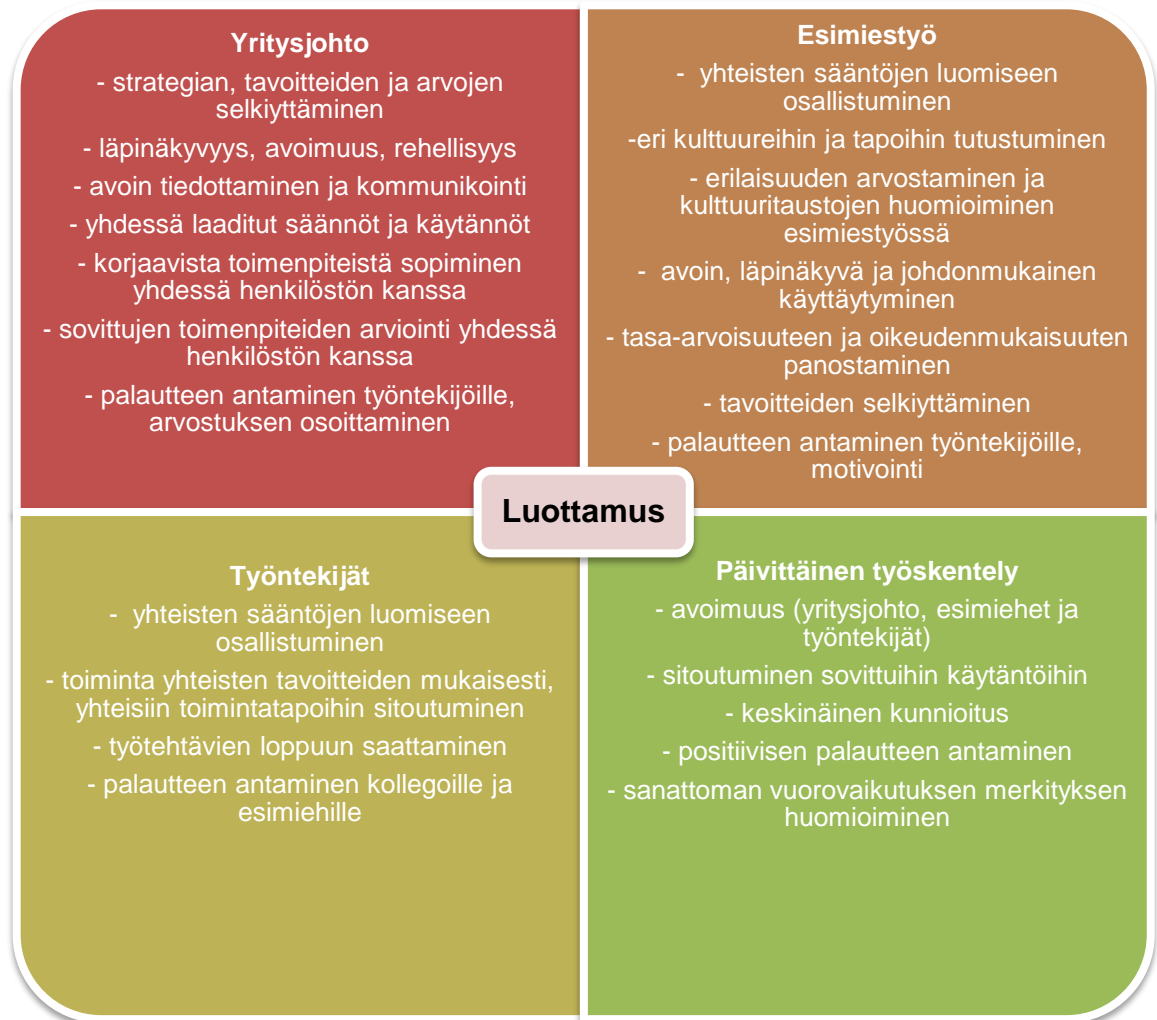 Yritysjohto
- strategian, tavoitteiden ja arvojen
selkiyttäminen
- läpinäkyvyys, avoimuus, rehellisyys
- avoin tiedottaminen ja kommunikointi
- yhdessä laaditut säännöt ja käytännöt
- korjaavista toimenpiteistä sopiminen
yhdessä henkilöstön kanssa
- sovittujen toimenpiteiden arviointi yhdessä
henkilöstön kanssa
- palautteen antaminen työntekijöille,
arvostuksen osoittaminen
Esimiestyö
- yhteisten sääntöjen luomiseen
osallistuminen
-eri kulttuureihin ja tapoihin tutustuminen
- erilaisuuden arvostaminen ja
kulttuuritaustojen huomioiminen
esimiestyössä
- avoin, läpinäkyvä ja johdonmukainen
käyttäytyminen
- tasa-arvoisuuteen ja oikeudenmukaisuuten
panostaminen
- tavoitteiden selkiyttäminen
- palautteen antaminen työntekijöille,
motivointi
Luottamus
Työntekijät
- yhteisten sääntöjen luomiseen
osallistuminen
- toiminta yhteisten tavoitteiden mukaisesti,
yhteisiin toimintatapoihin sitoutuminen
- työtehtävien loppuun saattaminen
- palautteen antaminen kollegoille ja
esimiehille
Päivittäinen työskentely
- avoimuus (yritysjohto, esimiehet ja
työntekijät)
- sitoutuminen sovittuihin käytäntöihin
- keskinäinen kunnioitus
- positiivisen palautteen antaminen
- sanattoman vuorovaikutuksen merkityksen
huomioiminen